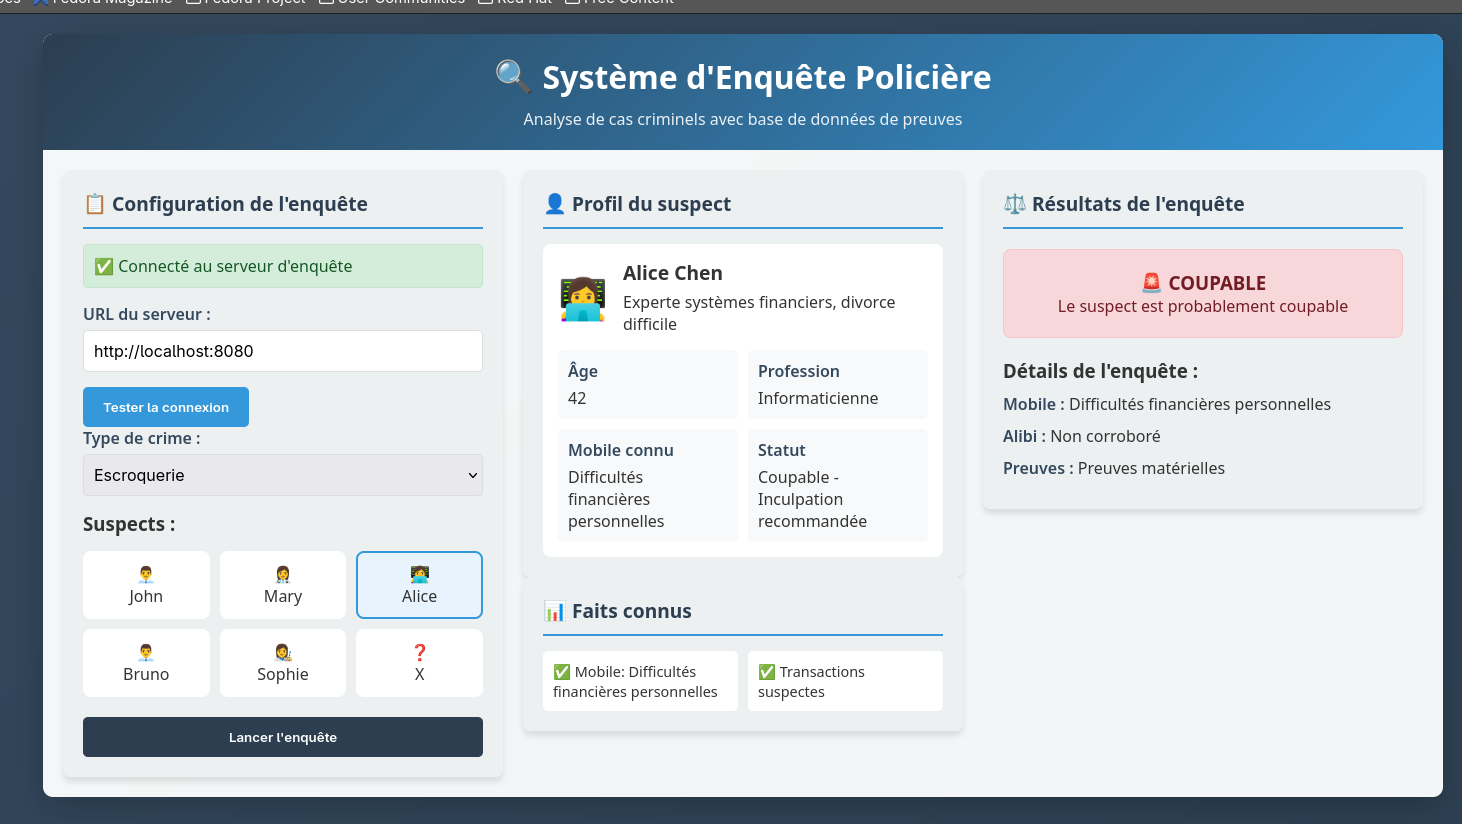 Fedora Magazine Fedora Project User Communities Red Hat Free Content
Système d'Enquête Policière
Analyse de cas criminels avec base de données de preuves
Configuration de l'enquête
Connecté au serveur d'enquête
URL du serveur :
http://localhost:8080
Tester la connexion
Type de crime :
Escroquerie
Suspects :
John
Mary
Alice
Bruno
Sophie
X
Lancer l'enquête
Profil du suspect
Alice Chen
Experte systèmes financiers, divorce
difficile
Âge
42
Profession
Informaticienne
Mobile connu
Difficultés
financières
personnelles
Statut
Coupable -
Inculpation
recommandée
Faits connus
Mobile: Difficultés
financières personnelles
Transactions
suspectes
Résultats de l'enquête
COUPABLE
Le suspect est probablement coupable
Détails de l'enquête :
Mobile : Difficultés financières personnelles
Alibi : Non corroboré
Preuves : Preuves matérielles